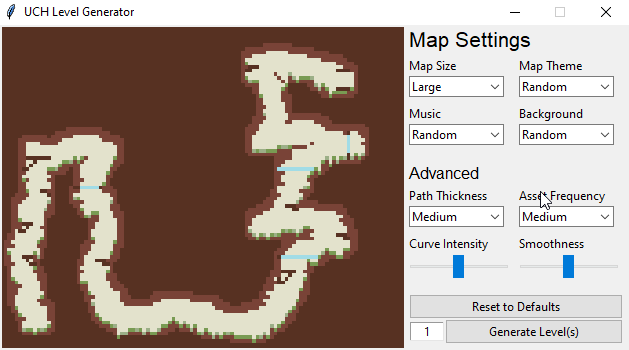 UCH Level Generator
Map Settings
Map Size Map Theme
Large Random
Music Background
Random Random
Advanced
Path Thickness Asset Frequency
Medium Medium
Curve Intensity Smoothness
Reset to Defaults
1 Generate Level(s)